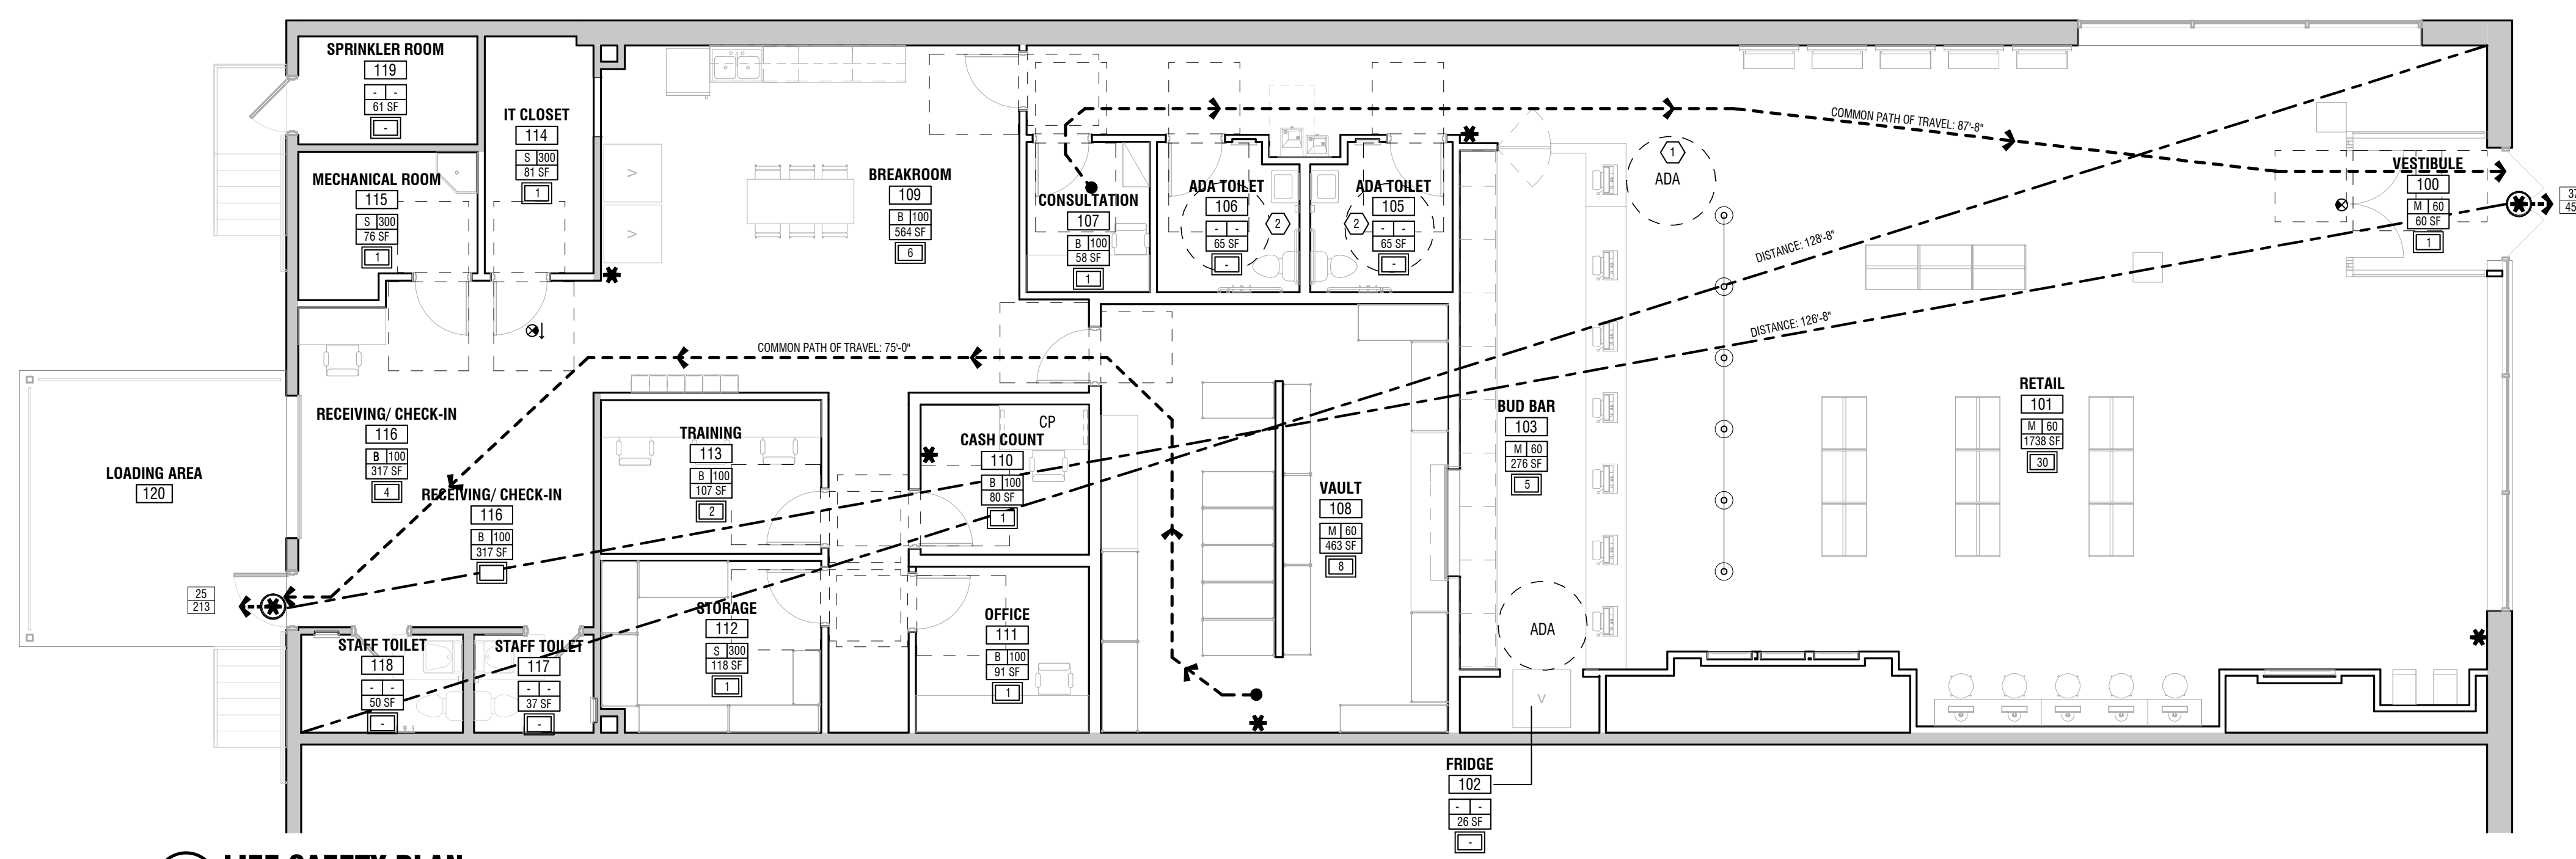 SPRINKLER ROOM
119
- -
61 SF
-
IT CLOSET
114
S 300
81 SF
1
MECHANICAL ROOM
115
S 300
76 SF
1
BREAKROOM
109
B 100
564 SF
6
CONSULTATION
107
B 100
58 SF
1
ADA TOILET
106
- -
65 SF
-
2
ADA TOILET
105
- -
65 SF
-
2
1
ADA
COMMON PATH OF TRAVEL: 87'-8"
VESTIBULE
100
M 60
60 SF
1
37
45
DISTANCE: 128'-8"
DISTANCE: 126'-8"
COMMON PATH OF TRAVEL: 75'-0"
RECEIVING/ CHECK-IN
116
B 100
317 SF
4
RECEIVING/ CHECK-IN
116
B 100
317 SF
LOADING AREA
120
TRAINING
113
B 100
107 SF
2
CP
CASH COUNT
110
B 100
80 SF
1
VAULT
108
M 60
463 SF
8
BUD BAR
103
M 60
276 SF
5
RETAIL
101
M 60
1738 SF
30
25
213
STAFF TOILET
118
- -
50 SF
-
STAFF TOILET
117
- -
37 SF
-
STORAGE
112
S 300
118 SF
1
OFFICE
111
B 100
91 SF
1
ADA
V
V
V
FRIDGE
102
- -
26 SF
-
LIFE SAFETY PLAN